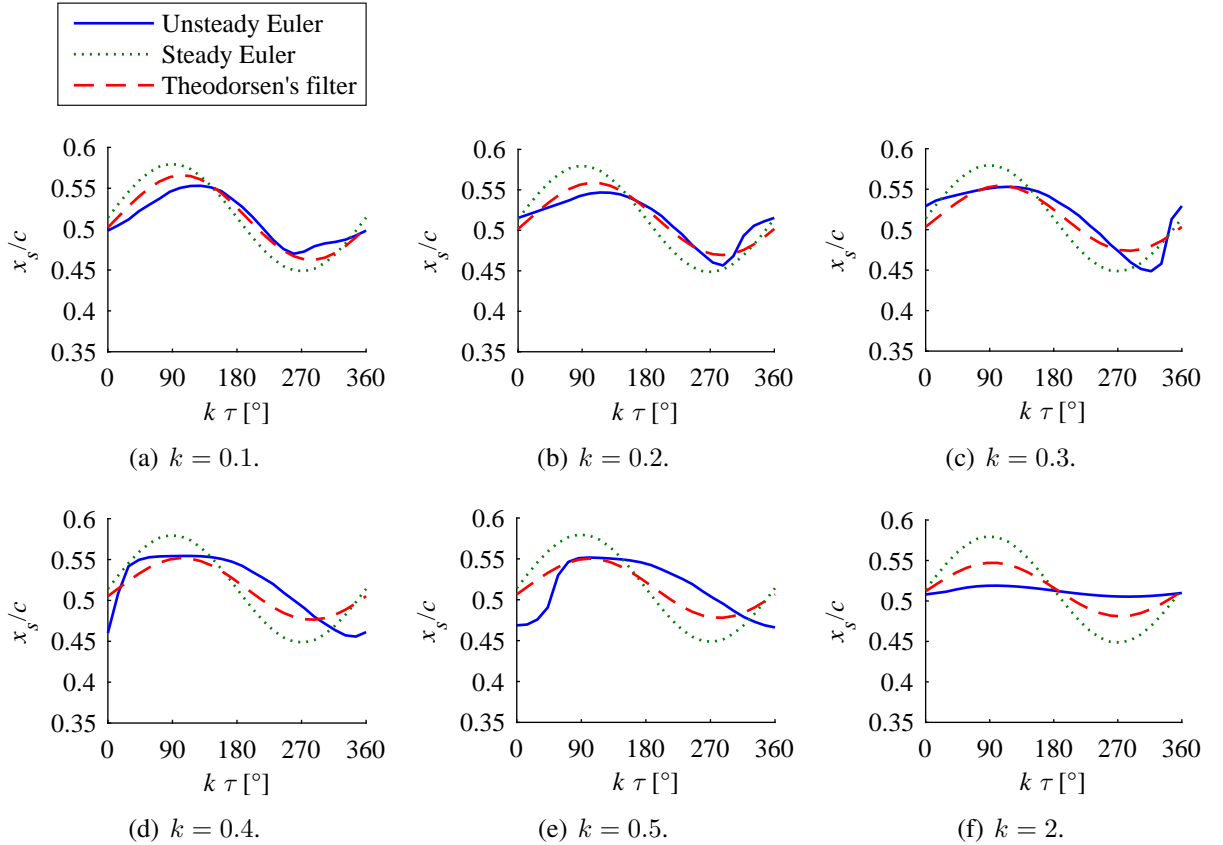 Unsteady Euler
Steady Euler
Theodorsen's filter
0.6
0.55
0.5
0.45
0.4
0.35
x_s/c
0 90 180 270 360
k τ [°]
(a) k = 0.1.
0.6
0.55
0.5
0.45
0.4
0.35
x_s/c
0 90 180 270 360
k τ [°]
(b) k = 0.2.
0.6
0.55
0.5
0.45
0.4
0.35
x_s/c
0 90 180 270 360
k τ [°]
(c) k = 0.3.
0.6
0.55
0.5
0.45
0.4
0.35
x_s/c
0 90 180 270 360
k τ [°]
(d) k = 0.4.
0.6
0.55
0.5
0.45
0.4
0.35
x_s/c
0 90 180 270 360
k τ [°]
(e) k = 0.5.
0.6
0.55
0.5
0.45
0.4
0.35
x_s/c
0 90 180 270 360
k τ [°]
(f) k = 2.